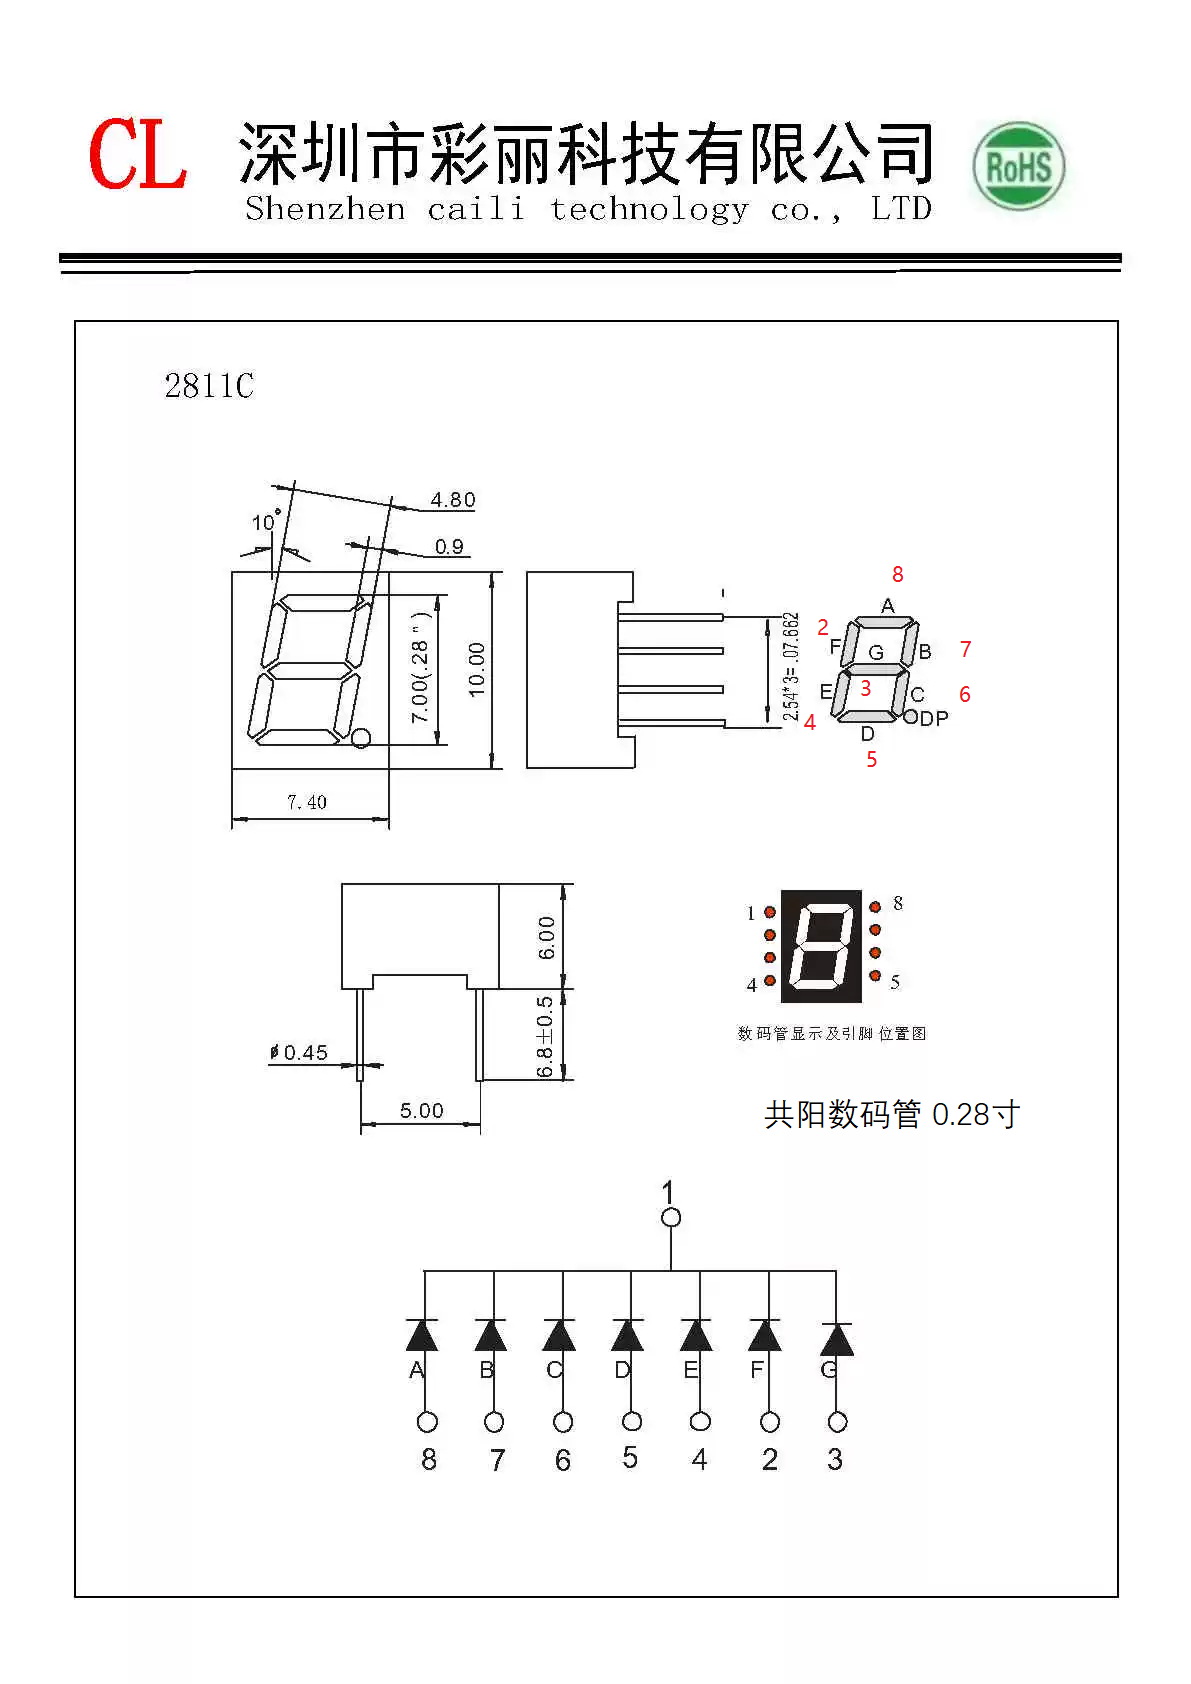 CL 深圳市彩丽科技有限公司 RoHS
Shenzhen caili technology co., LTD
2811C
4.80
10°
0.9
7.00(.28")
10.00
7.40
2.54*3=.07.662
8
A
2
F
G
B
7
E
3
C
6
4
DP
D
5
6.00
6.8±0.5
ø0.45
5.00
1
8
4
5
数码管显示及引脚位置图
共阳数码管 0.28寸
1
A B C D E F G
8 7 6 5 4 2 3